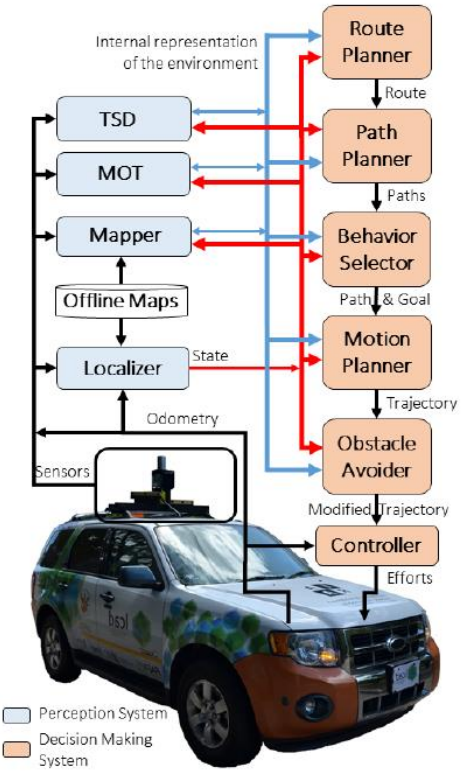 Internal representation
of the environment
Route
Planner
Route
TSD
Path
Planner
MOT
Paths
Mapper
Behavior
Selector
Offline Maps
Path & Goal
Localizer
State
Motion
Planner
Trajectory
Odometry
Obstacle
Avoider
Sensors
Modified Trajectory
Controller
Efforts
Perception System
Decision Making
System